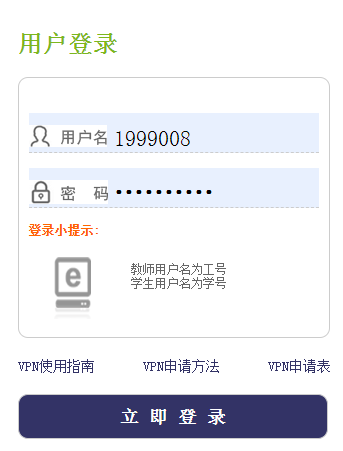 用户登录
用户名 1999008
密 码 ••••••••••
登录小提示:
教师用户名为工号
学生用户名为学号
VPN使用指南 VPN申请方法 VPN申请表
立 即 登 录